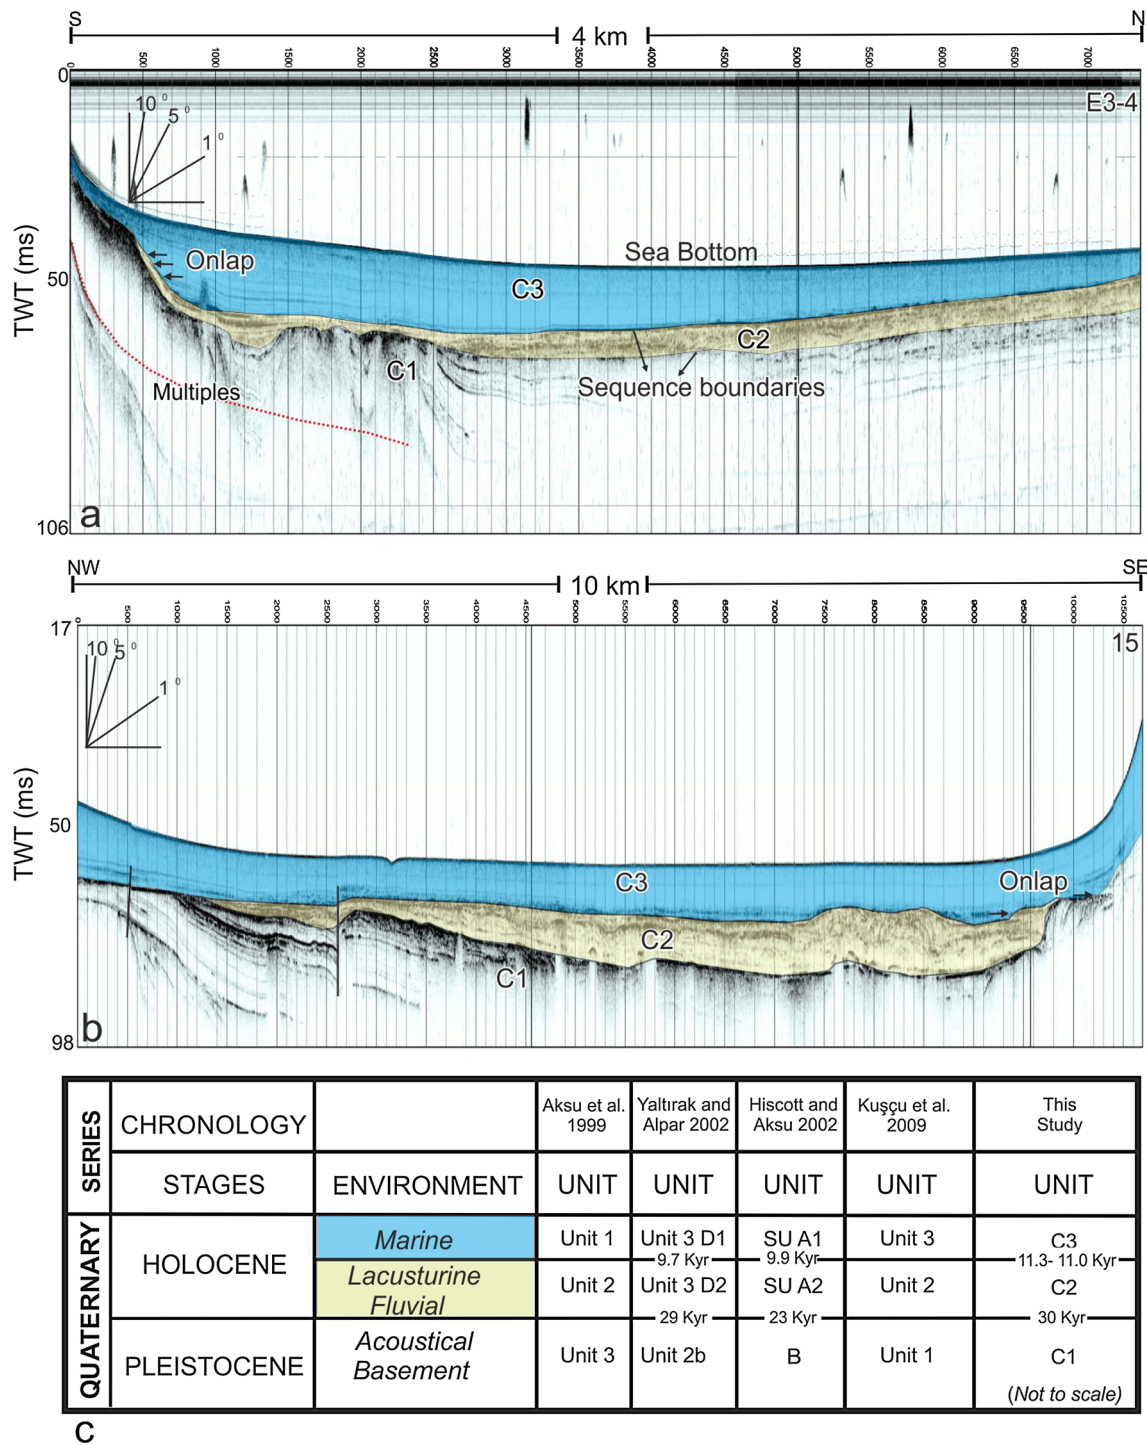 S
N
4 km
0 500 1000 1500 2000 2500 3000 3500 4000 4500 5000 5500 6000 6500 7000
0
E3-4
10 0
5 0
1 0
TWT (ms)
Onlap
Sea Bottom
50
C3
C2
C1
Sequence boundaries
Multiples
106
a
NW
SE
10 km
0 500 1000 1500 2000 2500 3000 3500 4000 4500 5000 5500 6000 6500 7000 7500 8000 8500 9000 9500 10000 10500
17
15
10 0
5 0
1 0
TWT (ms)
50
C3
Onlap
C2
C1
98
b
SERIES
CHRONOLOGY
Aksu et al.
1999
Yaltırak and
Alpar 2002
Hiscott and
Aksu 2002
Kuşçu et al.
2009
This
Study
STAGES
ENVIRONMENT
UNIT
UNIT
UNIT
UNIT
UNIT
QUATERNARY
HOLOCENE
Marine
Unit 1
Unit 3 D1
SU A1
Unit 3
C3
9.7 Kyr
9.9 Kyr
11.3- 11.0 Kyr
Lacusturine
Fluvial
Unit 2
Unit 3 D2
SU A2
Unit 2
C2
29 Kyr
23 Kyr
30 Kyr
PLEISTOCENE
Acoustical
Basement
Unit 3
Unit 2b
B
Unit 1
C1
(Not to scale)
C